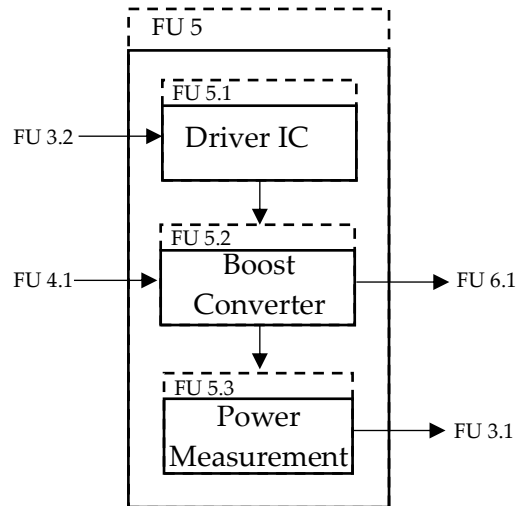 FU 5
FU 5.1
FU 3.2
Driver IC
FU 5.2
FU 4.1
Boost
Converter
FU 6.1
FU 5.3
Power
Measurement
FU 3.1